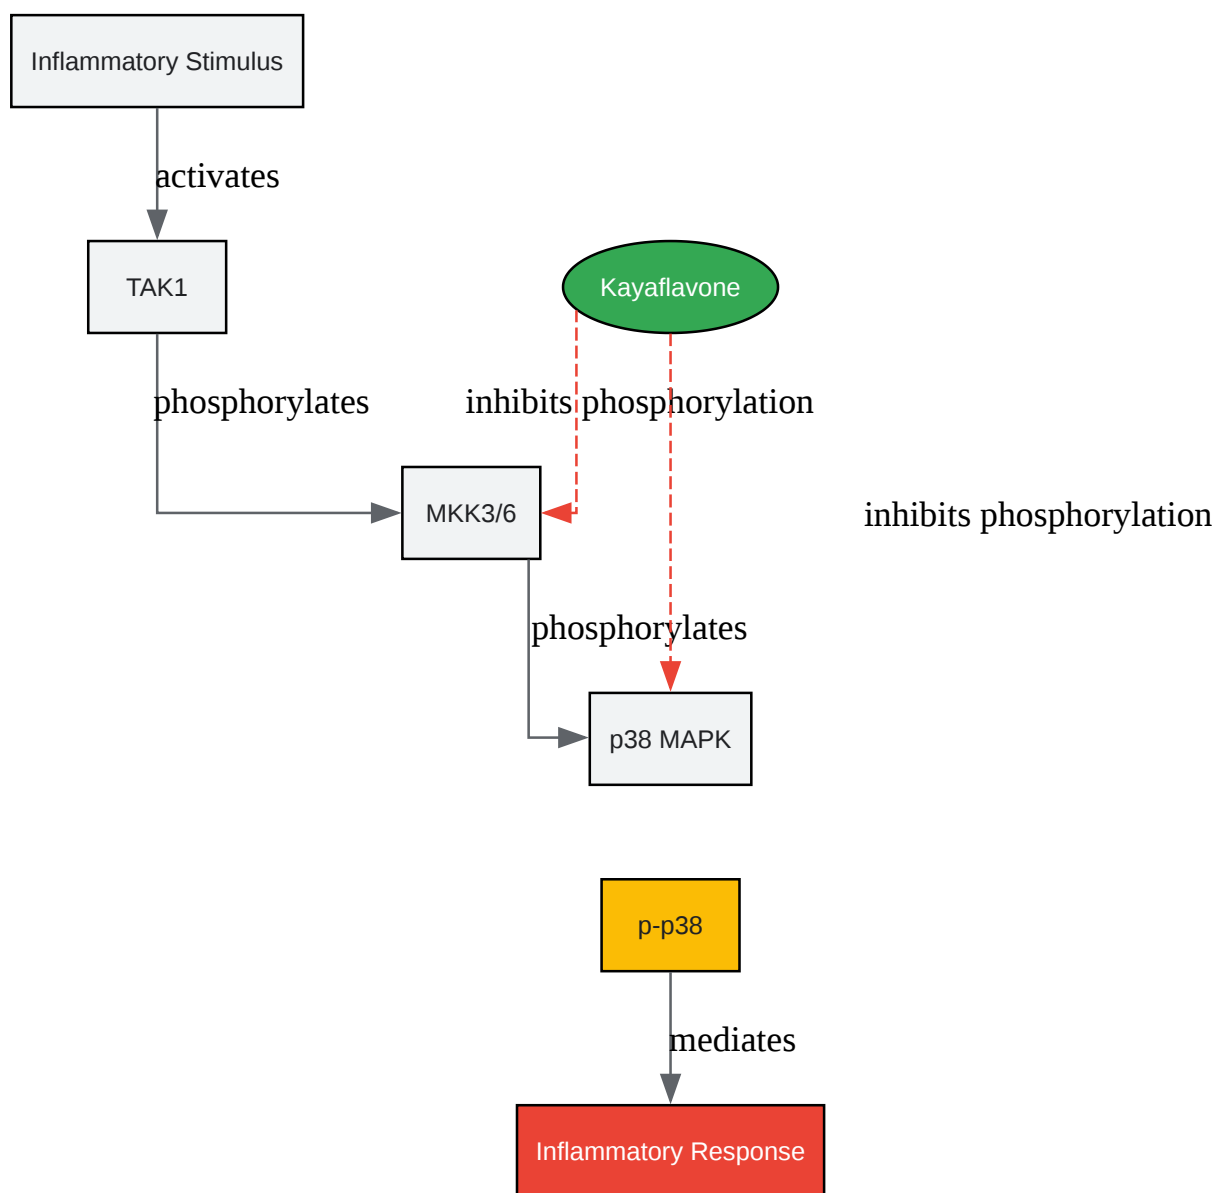 Inflammatory Stimulus
activates
TAK1
Kayaflavone
phosphorylates
inhibits phosphorylation
MKK3/6
inhibits phosphorylation
phosphorylates
p38 MAPK
p-p38
mediates
Inflammatory Response